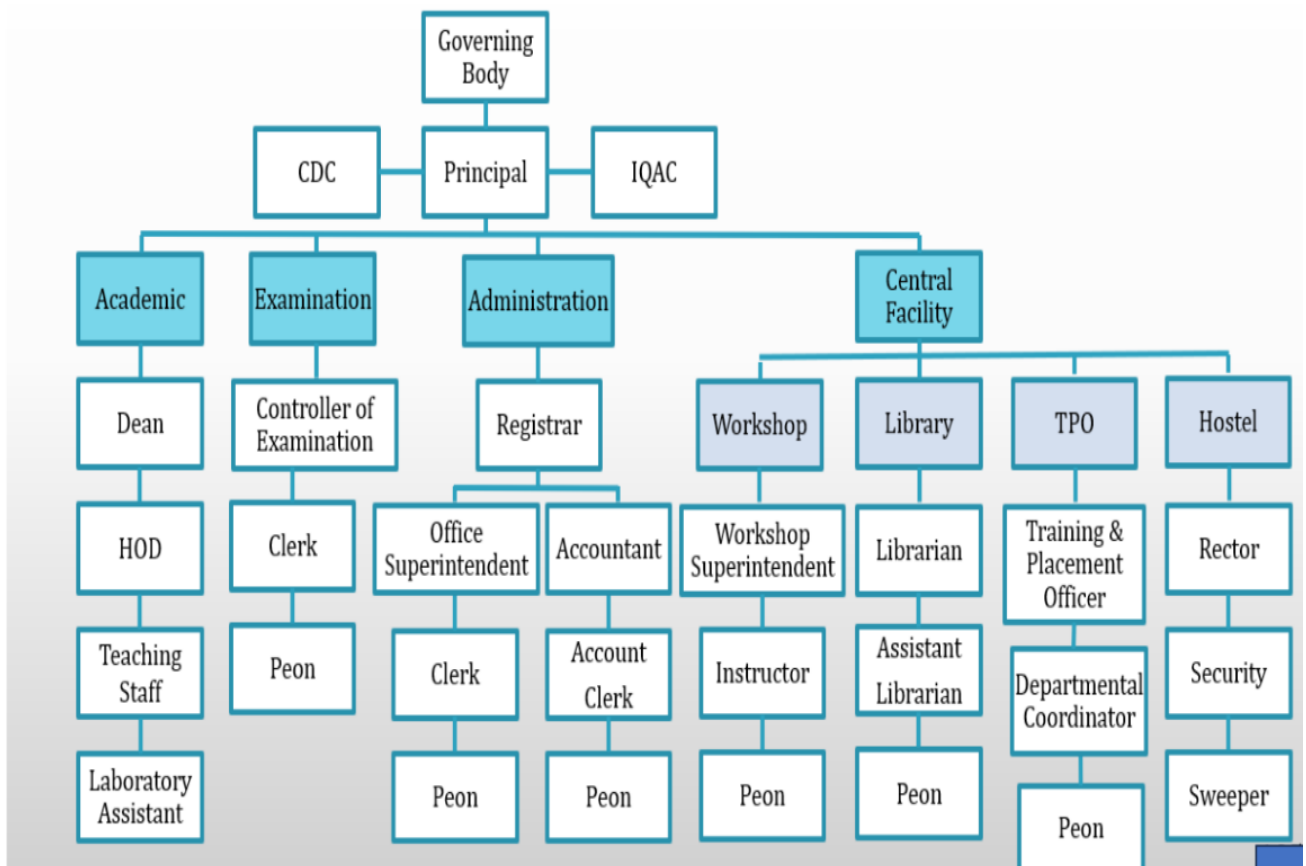 Governing
Body
CDC
Principal
IQAC
Academic
Examination
Administration
Central
Facility
Dean
Controller of
Examination
Registrar
Workshop
Library
TPO
Hostel
HOD
Clerk
Office
Superintendent
Accountant
Workshop
Superintendent
Librarian
Training &
Placement
Officer
Rector
Teaching
Staff
Peon
Clerk
Account
Clerk
Instructor
Assistant
Librarian
Departmental
Coordinator
Security
Laboratory
Assistant
Peon
Peon
Peon
Peon
Peon
Sweeper